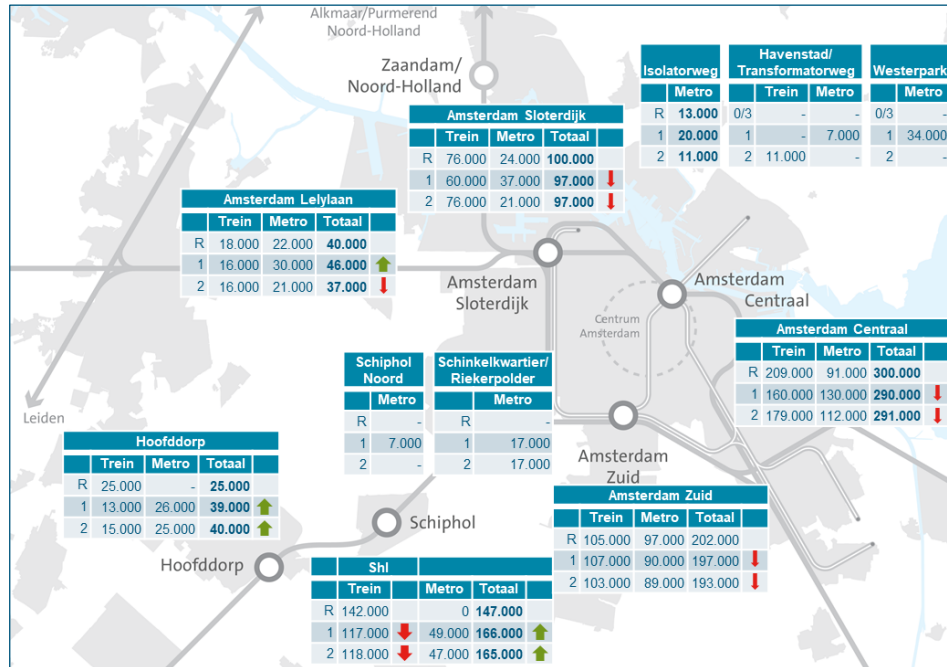 Alkmaar/Purmerend
Noord-Holland
Zaandam/
Noord-Holland
Isolatorweg
Metro
R 13.000
1 20.000
2 11.000
Havenstad/
Transformatorweg
Trein Metro
0/3 - -
1 - 7.000
2 11.000 -
Westerpark
Metro
0/3 -
1 34.000
2 -
Amsterdam Sloterdijk
Trein Metro Totaal
R 76.000 24.000 100.000
1 60.000 37.000 97.000
2 76.000 21.000 97.000
Amsterdam Lelylaan
Trein Metro Totaal
R 18.000 22.000 40.000
1 16.000 30.000 46.000
2 16.000 21.000 37.000
Amsterdam
Sloterdijk
Amsterdam
Centraal
Centrum
Amsterdam
Amsterdam Centraal
Trein Metro Totaal
R 209.000 91.000 300.000
1 160.000 130.000 290.000
2 179.000 112.000 291.000
Schiphol
Noord
Metro
R -
1 7.000
2 -
Schinkelkwartier/
Riekerpolder
Metro
R -
1 17.000
2 17.000
Leiden
Amsterdam
Zuid
Hoofddorp
Trein Metro Totaal
R 25.000 - 25.000
1 13.000 26.000 39.000
2 15.000 25.000 40.000
Amsterdam Zuid
Trein Metro Totaal
R 105.000 97.000 202.000
1 107.000 90.000 197.000
2 103.000 89.000 193.000
Schiphol
Hoofddorp
Shl
Trein Metro Totaal
R 142.000 0 147.000
1 117.000 49.000 166.000
2 118.000 47.000 165.000